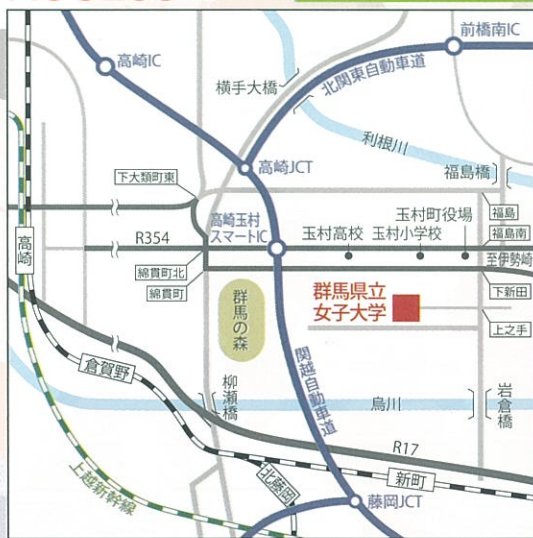 前橋南IC
高崎IC
北関東自動車道
横手大橋
利根川
高崎JCT
福島橋
下大類町東
福島
高崎玉村
スマートIC
玉村町役場
玉村高校
玉村小学校
福島南
高崎
R354
至伊勢崎
綿貫町北
綿貫町
群馬県立
女子大学
下新田
上之手
群馬の森
関越自動車道
倉賀野
柳瀬橋
烏川
岩倉橋
R17
上越新幹線
北藤岡
新町
藤岡JCT